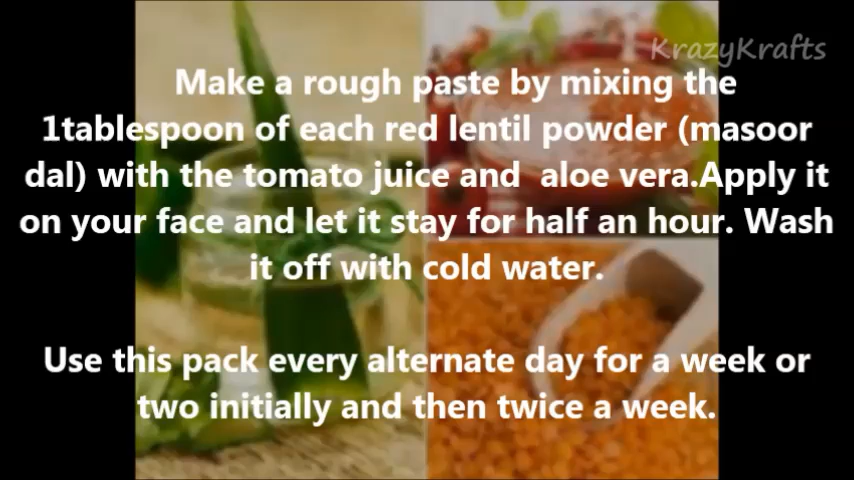 KrazyKrafts
Make a rough paste by mixing the
1tablespoon of each red lentil powder (masoor
dal) with the tomato juice and  aloe vera.Apply it
on your face and let it stay for half an hour. Wash
it off with cold water.
Use this pack every alternate day for a week or
two initially and then twice a week.